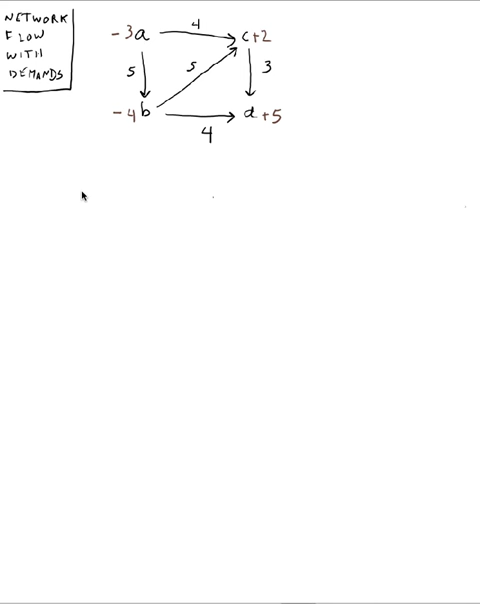 NETWORK
FLOW
WITH
DEMANDS
-3a 4 c+2
5 5 3
-4b d+5
4